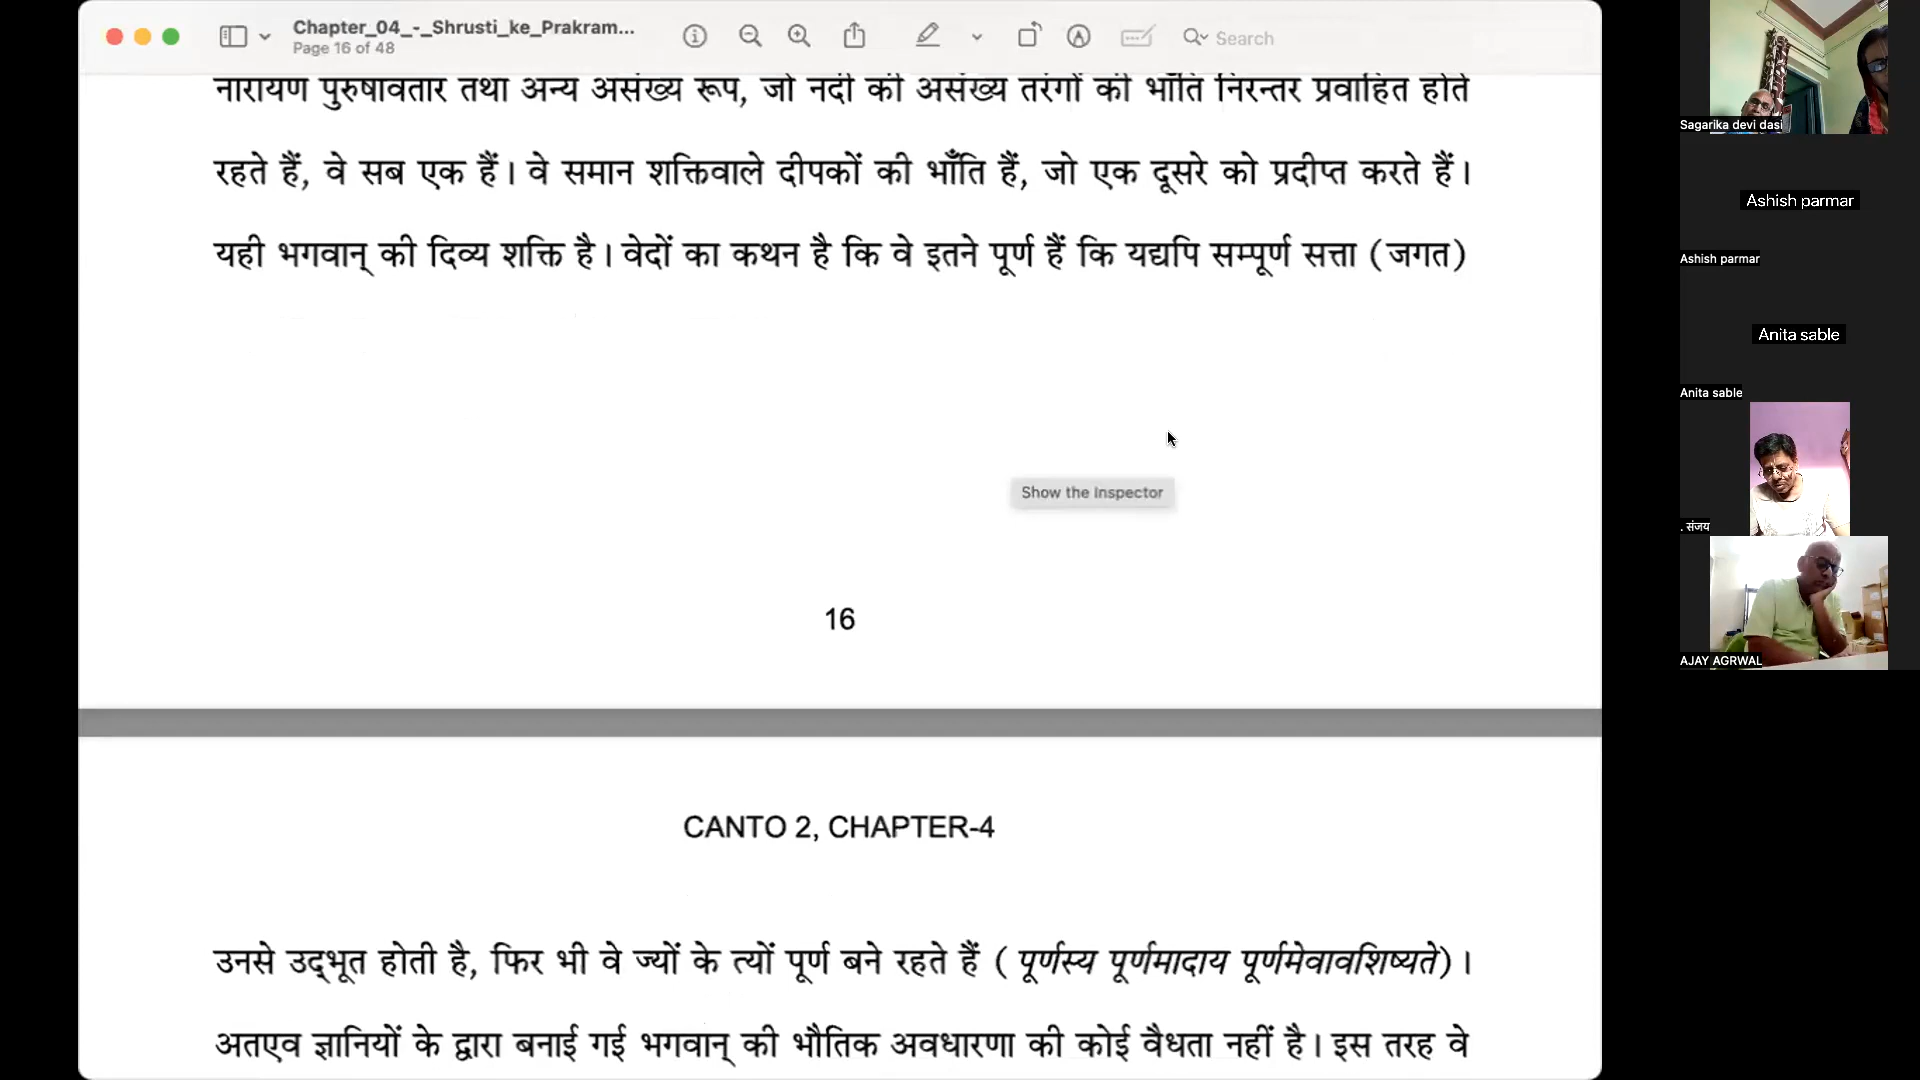 Chapter_04_-_Shrusti_ke_Prakram...
Page 16 of 48
Search
नारायण पुरुषावतार तथा अन्य असंख्य रूप, जो नदी की असंख्य तरंगों की भाँति निरन्तर प्रवाहित होते
रहते हैं, वे सब एक हैं। वे समान शक्तिवाले दीपकों की भाँति हैं, जो एक दूसरे को प्रदीप्त करते हैं।
यही भगवान् की दिव्य शक्ति है। वेदों का कथन है कि वे इतने पूर्ण हैं कि यद्यपि सम्पूर्ण सत्ता (जगत)
Show the Inspector
16
CANTO 2, CHAPTER-4
उनसे उद्भूत होती है, फिर भी वे ज्यों के त्यों पूर्ण बने रहते हैं ( पूर्णस्य पूर्णमादाय पूर्णमेवावशिष्यते)।
अतएव ज्ञानियों के द्वारा बनाई गई भगवान् की भौतिक अवधारणा की कोई वैधता नहीं है। इस तरह वे
Sagarika devi dasi
Ashish parmar
Ashish parmar
Anita sable
Anita sable
. संजय
AJAY AGRWAL